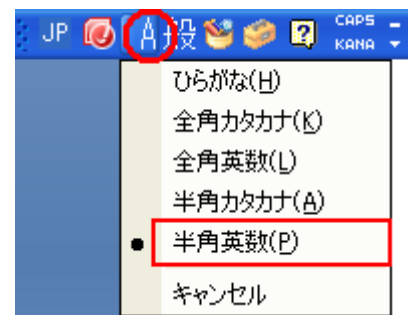 JP A 般 CAPS
KANA
ひらがな(H)
全角カタカナ(K)
全角英数(L)
半角カタカナ(A)
半角英数(P)
キャンセル